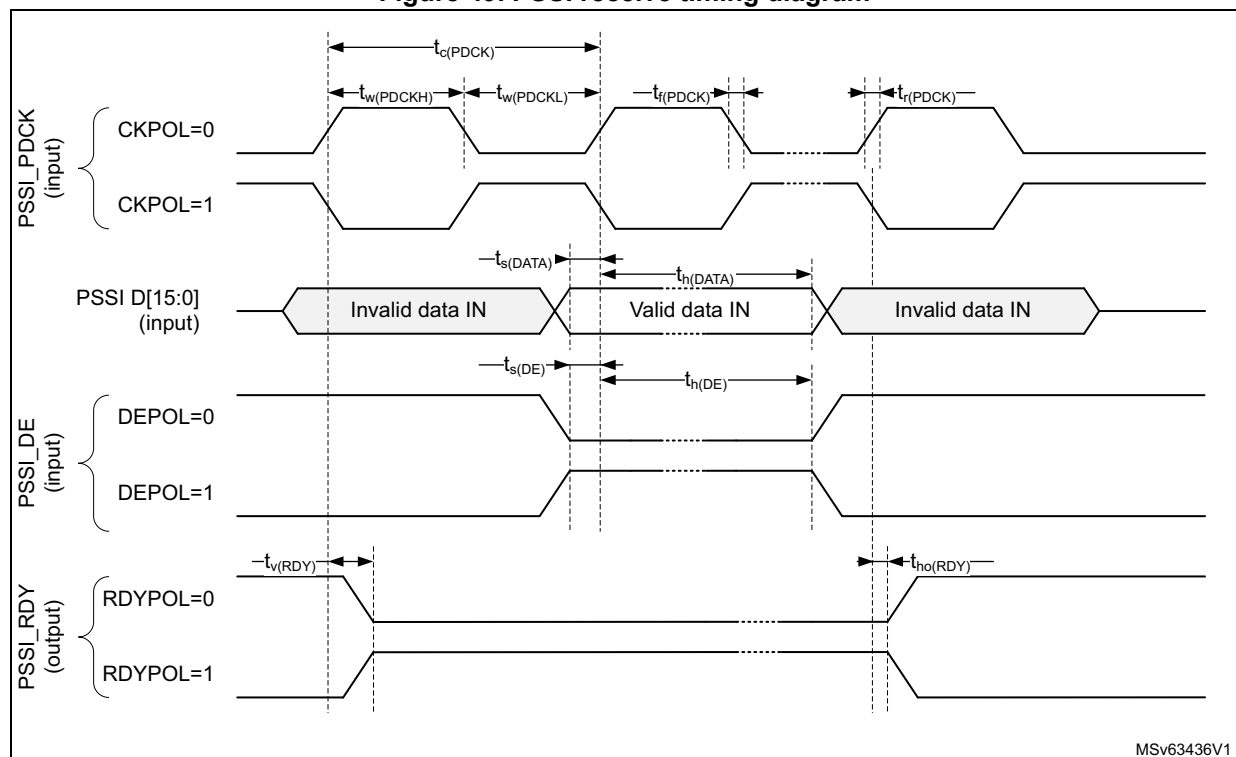 t_c(PDCK)
t_w(PDCKH) t_w(PDCKL) t_f(PDCK) t_r(PDCK)
PSSI_PDCK
(input)
CKPOL=0
CKPOL=1
t_s(DATA) t_h(DATA)
PSSI D[15:0]
(input)
Invalid data IN Valid data IN Invalid data IN
t_s(DE) t_h(DE)
PSSI_DE
(input)
DEPOL=0
DEPOL=1
t_v(RDY) t_ho(RDY)
PSSI_RDY
(output)
RDYPOL=0
RDYPOL=1
MSv63436V1